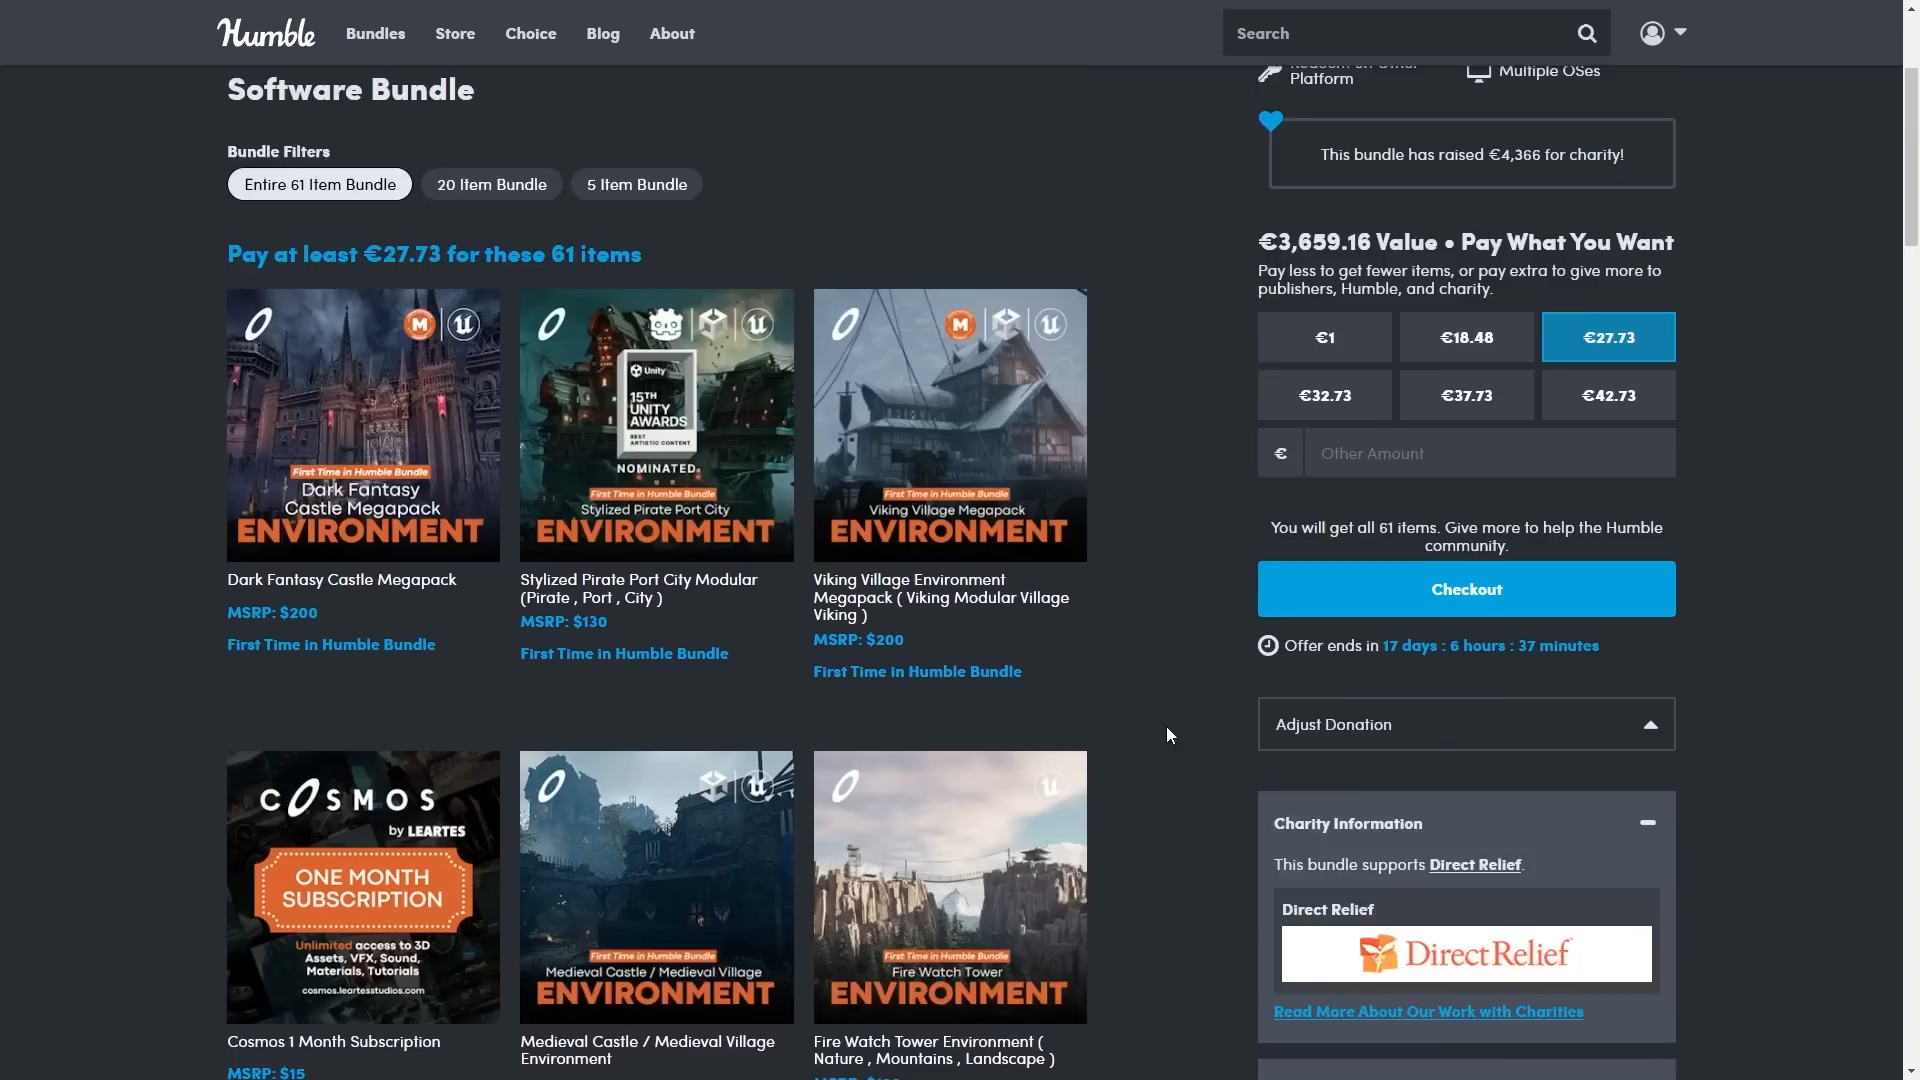 Humble
Bundles
Store
Choice
Blog
About
Search
Software Bundle
Platform
Multiple OSes
Bundle Filters
Entire 61 Item Bundle
20 Item Bundle
5 Item Bundle
This bundle has raised €4,366 for charity!
Pay at least €27.73 for these 61 items
First Time in Humble Bundle
Dark Fantasy
Castle Megapack
ENVIRONMENT
Dark Fantasy Castle Megapack
MSRP: $200
First Time in Humble Bundle
Unity
15TH
UNITY
AWARDS
BEST
ARTISTIC CONTENT
NOMINATED
First Time in Humble Bundle
Stylized Pirate Port City
ENVIRONMENT
Stylized Pirate Port City Modular
(Pirate , Port , City )
MSRP: $130
First Time in Humble Bundle
First Time in Humble Bundle
Viking Village Megapack
ENVIRONMENT
Viking Village Environment
Megapack ( Viking Modular Village
Viking )
MSRP: $200
First Time in Humble Bundle
COSMOS
by LEARTES
ONE MONTH
SUBSCRIPTION
Unlimited access to 3D
Assets, VFX, Sound,
Materials, Tutorials
cosmos.leartesstudios.com
Cosmos 1 Month Subscription
MSRP: $15
First Time in Humble Bundle
Medieval Castle / Medieval Village
ENVIRONMENT
Medieval Castle / Medieval Village
Environment
First Time in Humble Bundle
Fire Watch Tower
ENVIRONMENT
Fire Watch Tower Environment (
Nature , Mountains , Landscape )
€3,659.16 Value • Pay What You Want
Pay less to get fewer items, or pay extra to give more to
publishers, Humble, and charity.
€1
€18.48
€27.73
€32.73
€37.73
€42.73
€
Other Amount
You will get all 61 items. Give more to help the Humble
community.
Checkout
Offer ends in 17 days : 6 hours : 37 minutes
Adjust Donation
Charity Information
This bundle supports Direct Relief.
Direct Relief
DirectRelief
Read More About Our Work with Charities